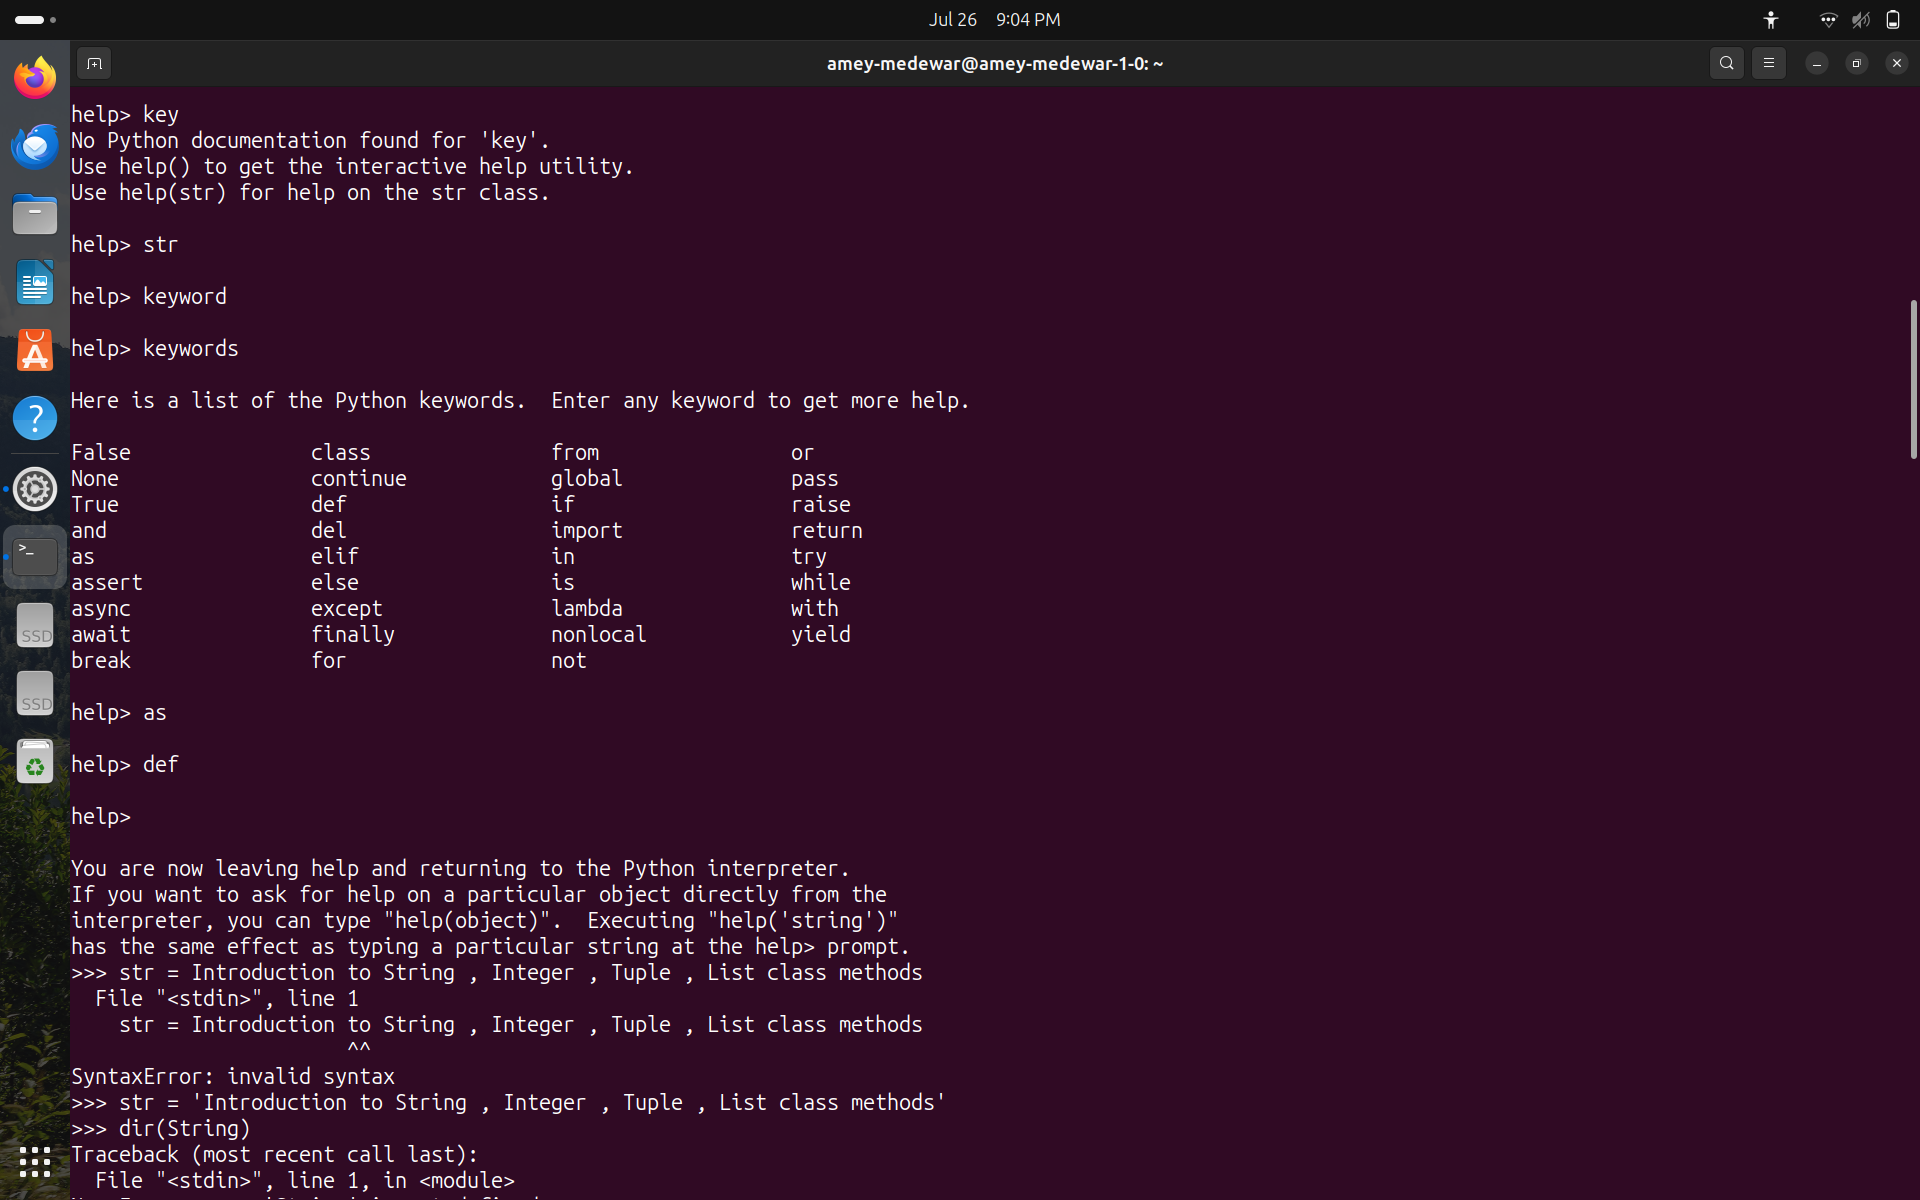 Jul 26 9:04 PM
amey-medewar@amey-medewar-1-0: ~
help> key
No Python documentation found for 'key'.
Use help() to get the interactive help utility.
Use help(str) for help on the str class.
help> str
help> keyword
help> keywords
Here is a list of the Python keywords.  Enter any keyword to get more help.
False               class               from                or
None                continue            global              pass
True                def                 if                  raise
and                 del                 import              return
as                  elif                in                  try
assert              else                is                  while
async               except              lambda              with
await               finally             nonlocal            yield
break               for                 not
help> as
help> def
help>
You are now leaving help and returning to the Python interpreter.
If you want to ask for help on a particular object directly from the
interpreter, you can type "help(object)".  Executing "help('string')"
has the same effect as typing a particular string at the help> prompt.
>>> str = Introduction to String , Integer , Tuple , List class methods
  File "<stdin>", line 1
    str = Introduction to String , Integer , Tuple , List class methods
                       ^^
SyntaxError: invalid syntax
>>> str = 'Introduction to String , Integer , Tuple , List class methods'
>>> dir(String)
Traceback (most recent call last):
  File "<stdin>", line 1, in <module>
SSD
SSD